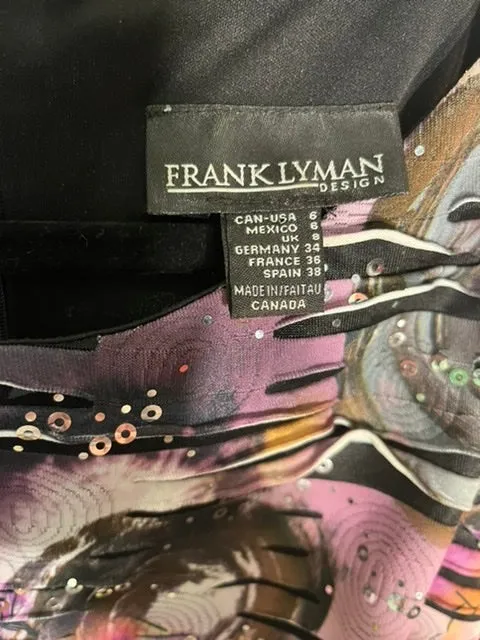 FRANK LYMAN
DESIGN
CAN-USA 6
MEXICO 6
UK 8
GERMANY 34
FRANCE 36
SPAIN 38
MADE IN/FAIT AU
CANADA